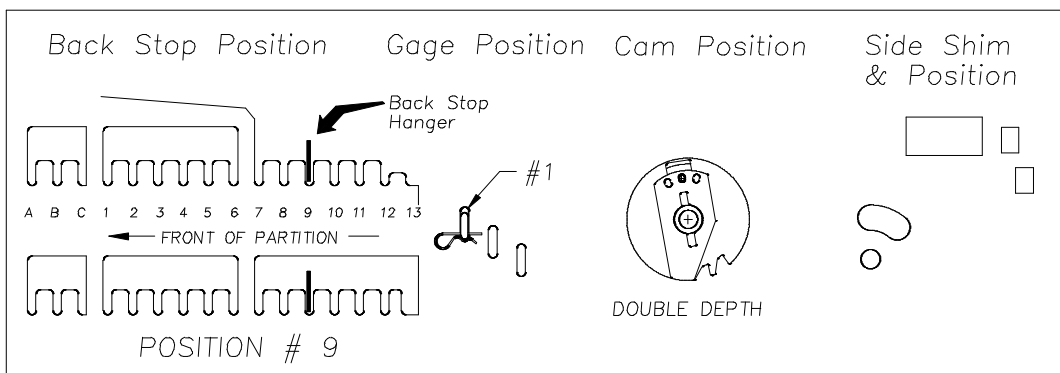 Back Stop Position
Gage Position
Cam Position
Side Shim
& Position
Back Stop
Hanger
#1
A B C 1 2 3 4 5 6 7 8 9 10 11 12 13
FRONT OF PARTITION
DOUBLE DEPTH
POSITION # 9